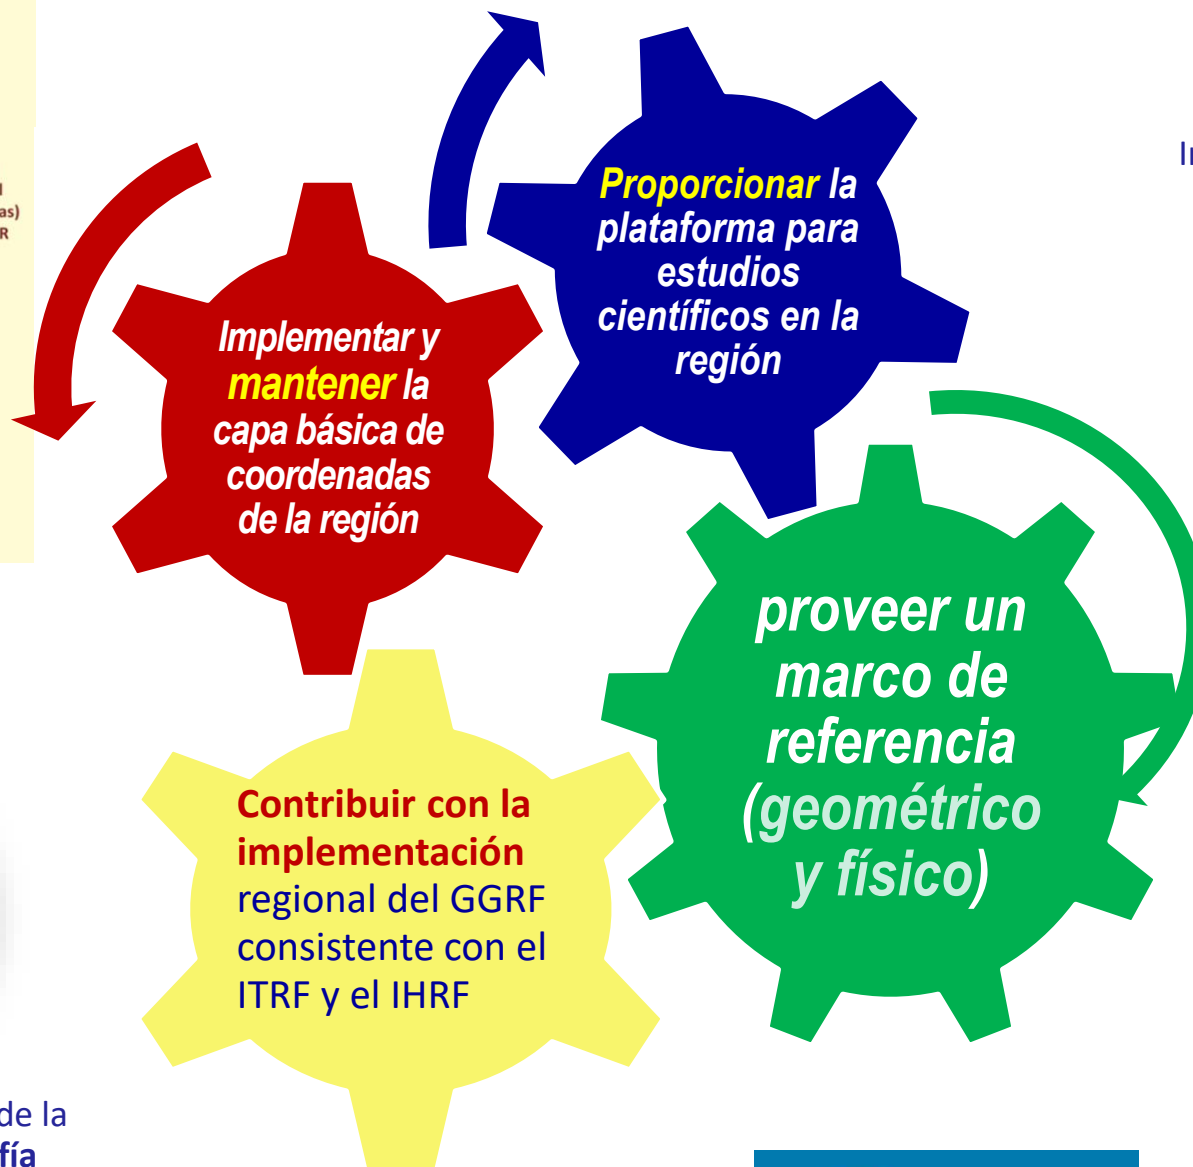 as)
R
Implementar y
mantener la
capa básica de
coordenadas
de la región
Proporcionar la
plataforma para
estudios
científicos en la
región
proveer un
marco de
referencia
(geométrico
y físico)
Contribuir con la
implementación
regional del GGRF
consistente con el
ITRF y el IHRF
de la
fía